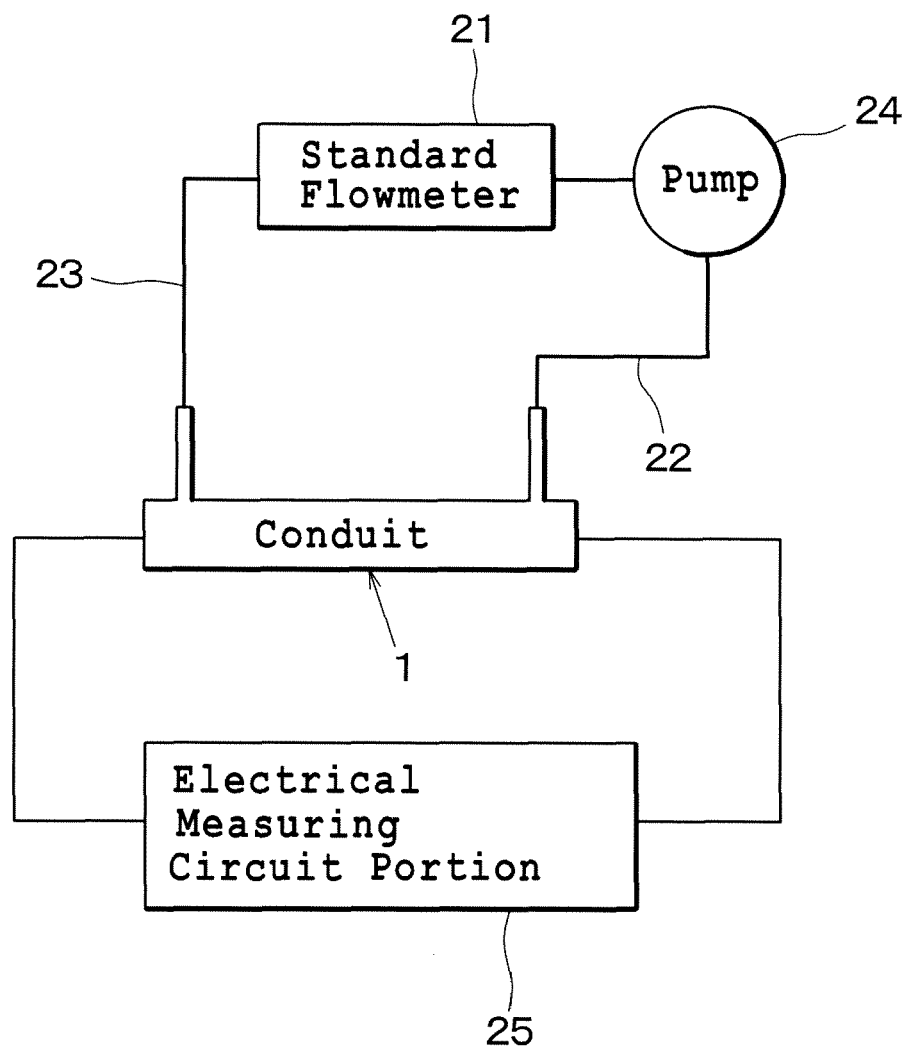 21
Standard
Flowmeter
Pump
24
23
22
Conduit
1
Electrical
Measuring
Circuit Portion
25